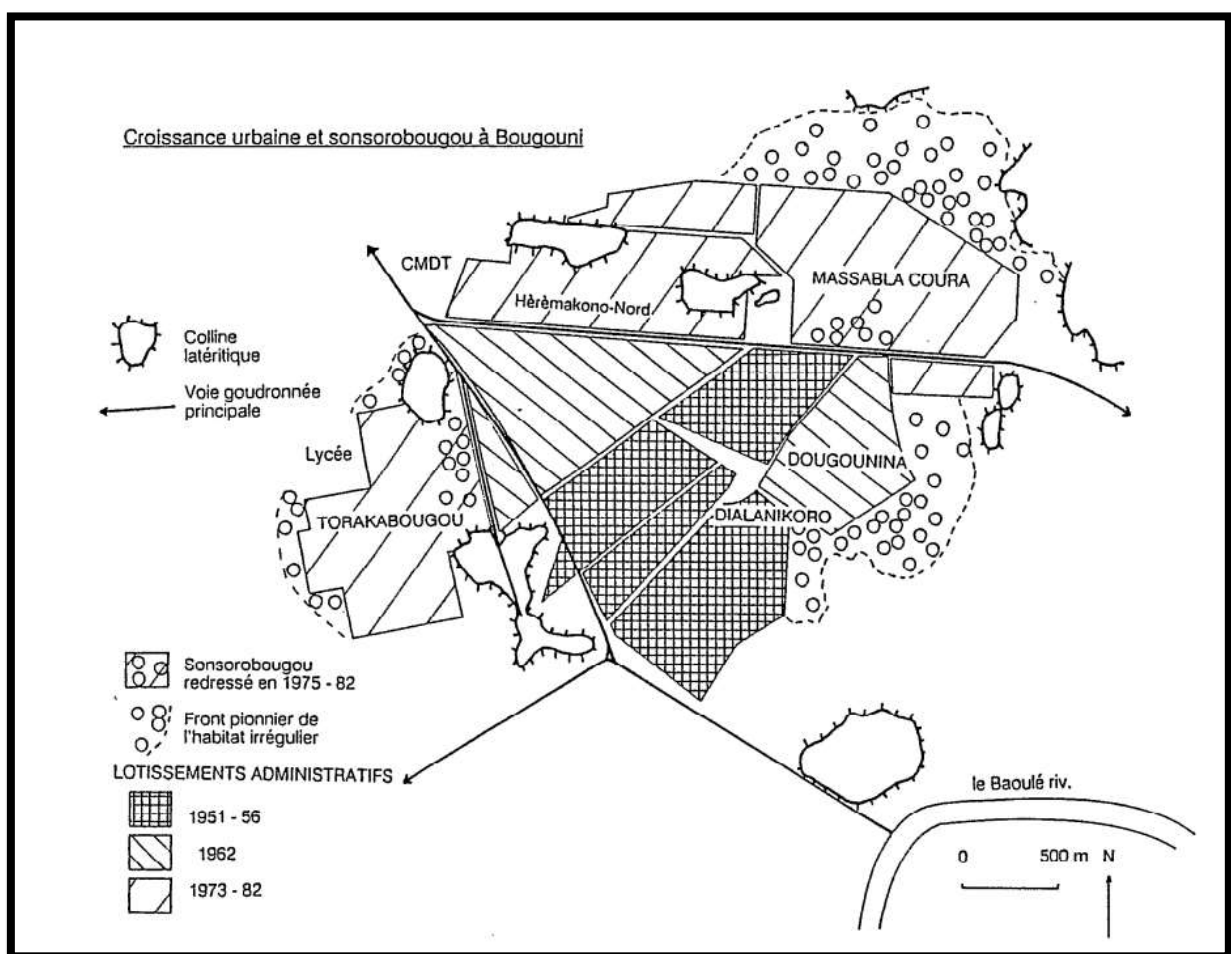 Croissance urbaine et sonsorobougou à Bougouni
CMDT
Hèrèmakono-Nord
MASSABLA COURA
Colline
latéritique
Voie goudronnée
principale
Lycée
TORAKABOUGOU
DOUGOUNINA
DIALANIKORO
Sonsorobougou
redressé en 1975 - 82
Front pionnier de
l'habitat irrégulier
LOTISSEMENTS ADMINISTRATIFS
1951 - 56
1962
1973 - 82
le Baoulé riv.
0 500 m N